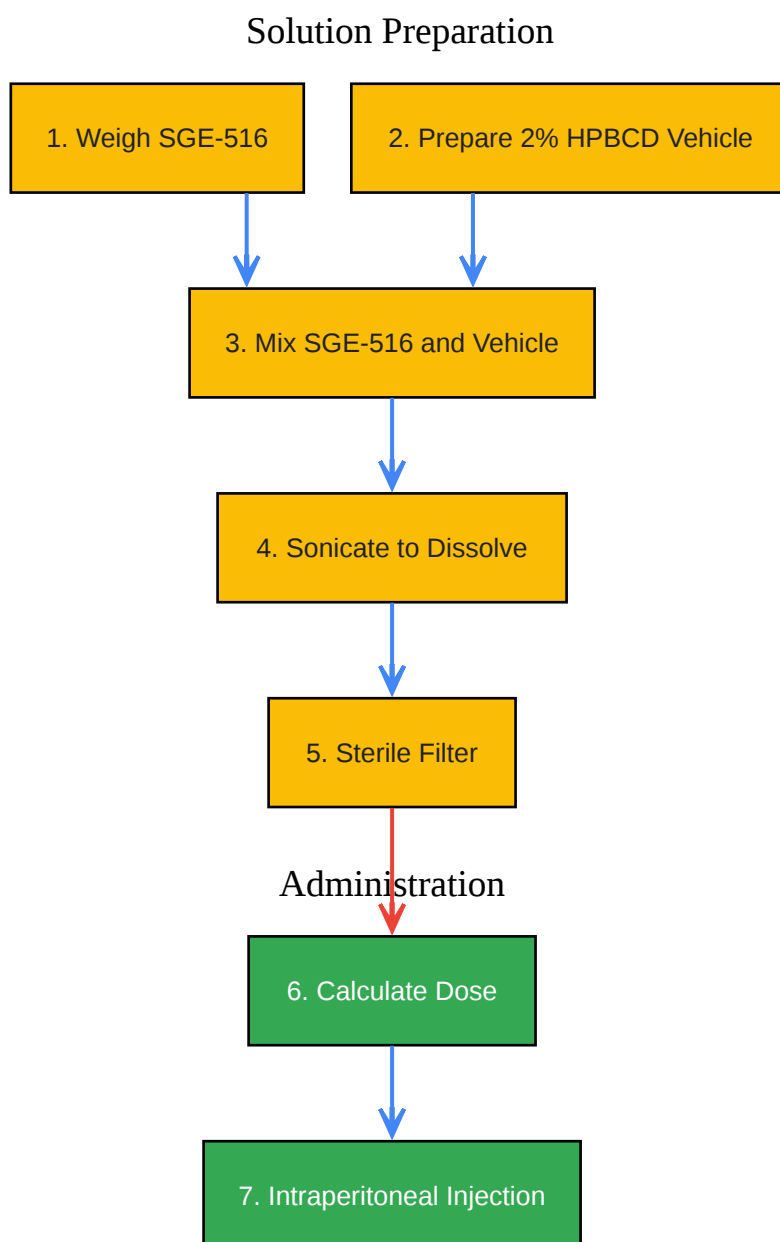 Solution Preparation
1. Weigh SGE-516
2. Prepare 2% HPBCD Vehicle
3. Mix SGE-516 and Vehicle
4. Sonicate to Dissolve
5. Sterile Filter
Administration
6. Calculate Dose
7. Intraperitoneal Injection